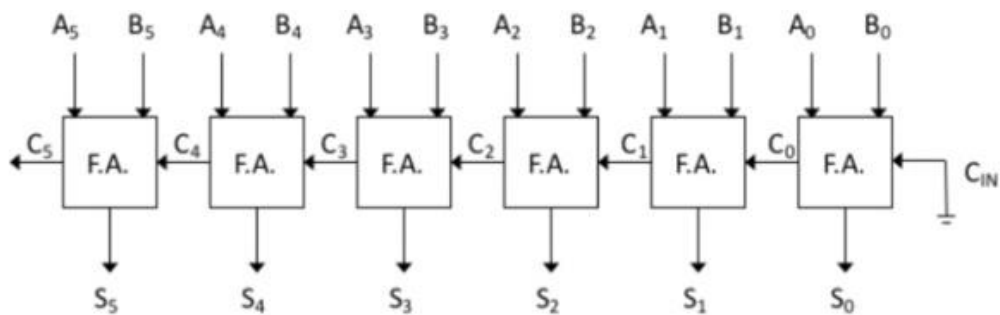 A₅ B₅ A₄ B₄ A₃ B₃ A₂ B₂ A₁ B₁ A₀ B₀
C₅ F.A. C₄ F.A. C₃ F.A. C₂ F.A. C₁ F.A. C₀ F.A. C_IN
S₅ S₄ S₃ S₂ S₁ S₀